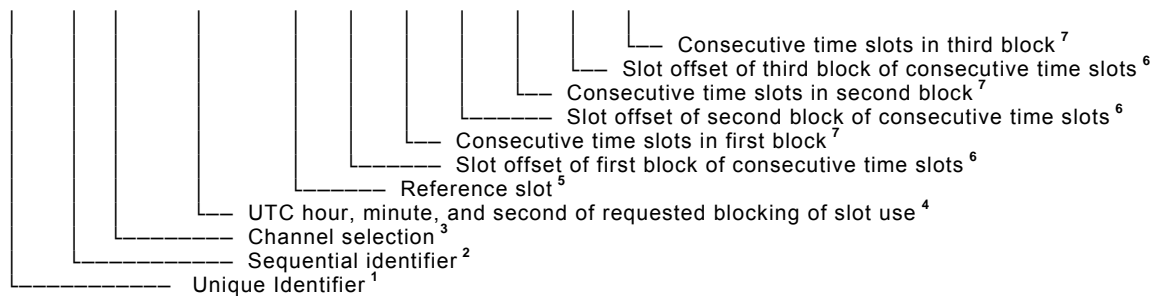 Consecutive time slots in third block 7
Slot offset of third block of consecutive time slots 6
Consecutive time slots in second block 7
Slot offset of second block of consecutive time slots 6
Consecutive time slots in first block 7
Slot offset of first block of consecutive time slots 6
Reference slot 5
UTC hour, minute, and second of requested blocking of slot use 4
Channel selection 3
Sequential identifier 2
Unique Identifier 1